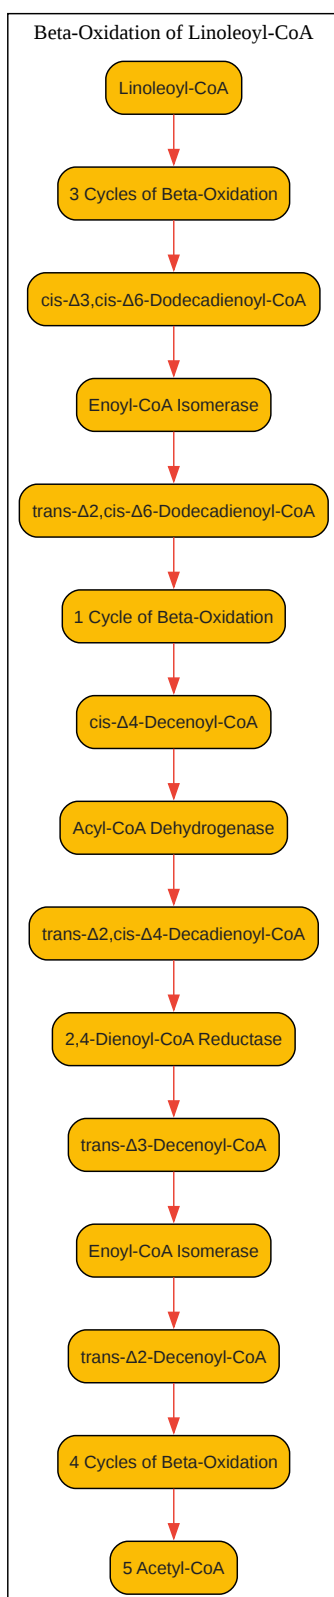 Beta-Oxidation of Linoleoyl-CoA
Linoleoyl-CoA
3 Cycles of Beta-Oxidation
cis-Δ3,cis-Δ6-Dodecadienoyl-CoA
Enoyl-CoA Isomerase
trans-Δ2,cis-Δ6-Dodecadienoyl-CoA
1 Cycle of Beta-Oxidation
cis-Δ4-Decenoyl-CoA
Acyl-CoA Dehydrogenase
trans-Δ2,cis-Δ4-Decadienoyl-CoA
2,4-Dienoyl-CoA Reductase
trans-Δ3-Decenoyl-CoA
Enoyl-CoA Isomerase
trans-Δ2-Decenoyl-CoA
4 Cycles of Beta-Oxidation
5 Acetyl-CoA